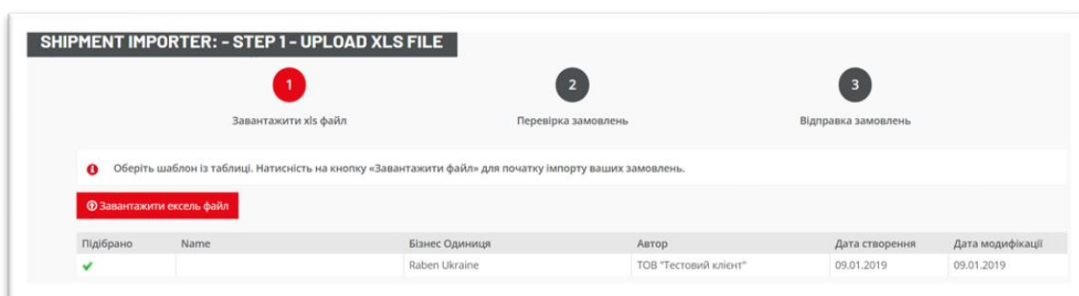 SHIPMENT IMPORTER: - STEP 1 - UPLOAD XLS FILE
1 2 3
Завантажити xls файл Перевірка замовлень Відправка замовлень
Оберіть шаблон із таблиці. Натисність на кнопку «Завантажити файл» для початку імпорту ваших замовлень.
Завантажити ексель файл
Підібрано Name Бізнес Одиниця Автор Дата створення Дата модифікації
Raben Ukraine ТОВ "Тестовий клієнт" 09.01.2019 09.01.2019